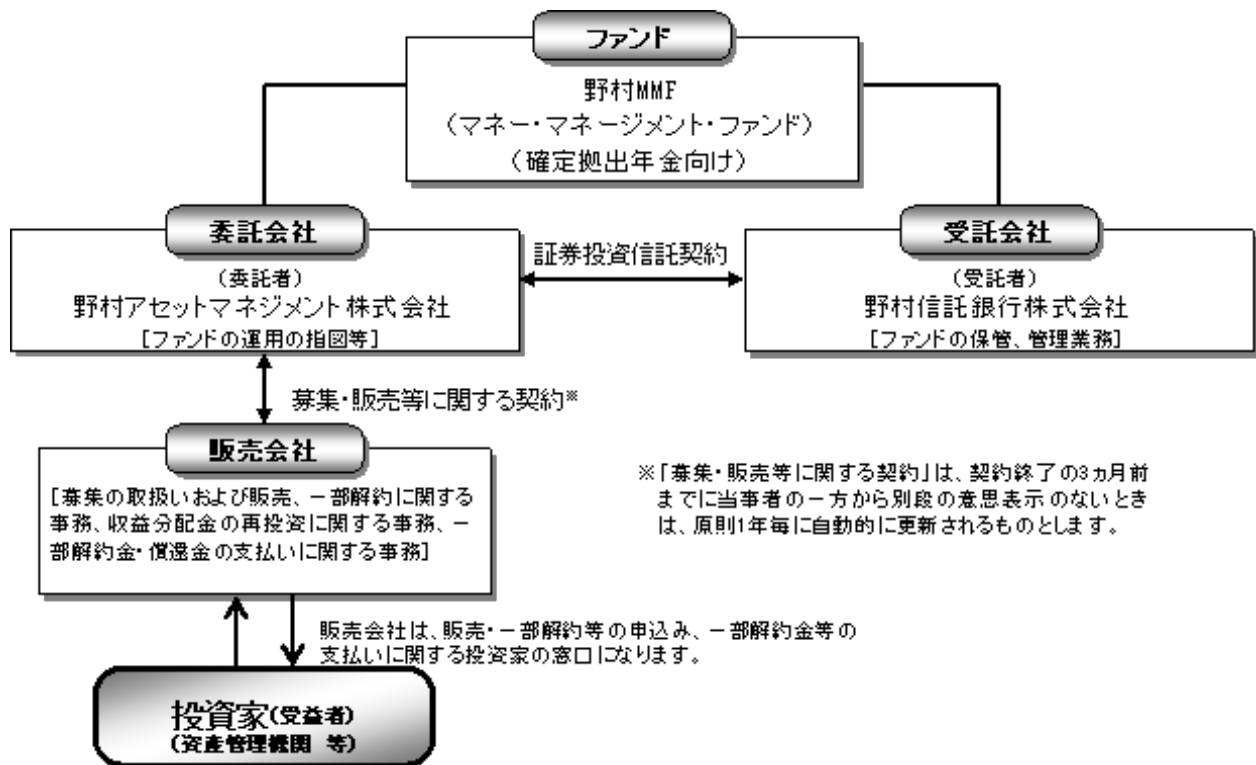 ファンド
野村MMF
(マネー・マネージメント・ファンド)
(確定拠出年金向け)
委託会社
(委託者)
野村アセットマネジメント株式会社
[ファンドの運用の指図等]
証券投資信託契約
受託会社
(受託者)
野村信託銀行株式会社
[ファンドの保管、管理業務]
募集・販売等に関する契約※
販売会社
[募集の取扱いおよび販売、一部解約に関する
事務、収益分配金の再投資に関する事務、一
部解約金・償還金の支払いに関する事務]
※「募集・販売等に関する契約」は、契約終了の3ヵ月前
までに当事者の一方から別段の意思表示のないとき
は、原則1年毎に自動的に更新されるものとします。
販売会社は、販売・一部解約等の申込み、一部解約金等の
支払いに関する投資家の窓口になります。
投資家(受益者)
(資産管理機関 等)